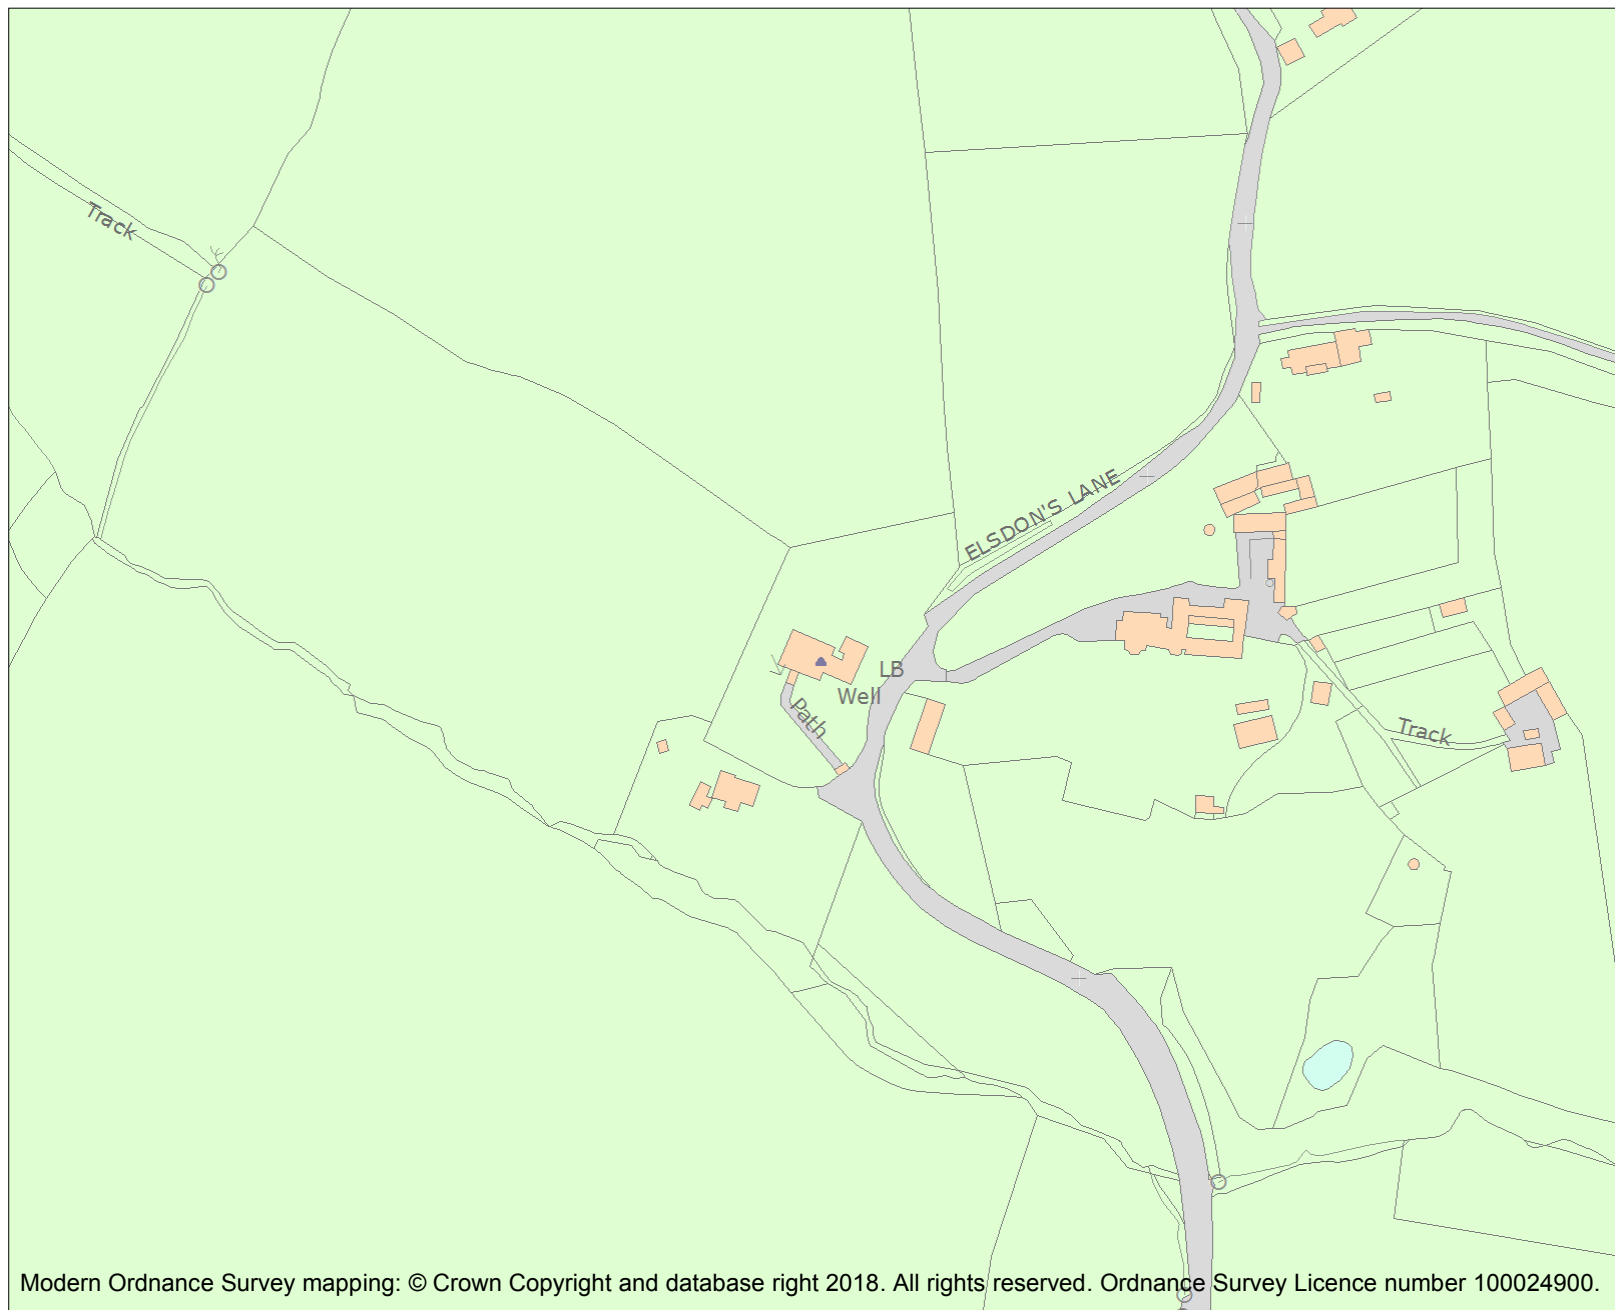 Track
ELSDON'S LANE
LB
Well
Path
Track
Modern Ordnance Survey mapping: © Crown Copyright and database right 2018. All rights reserved. Ordnance Survey Licence number 100024900.